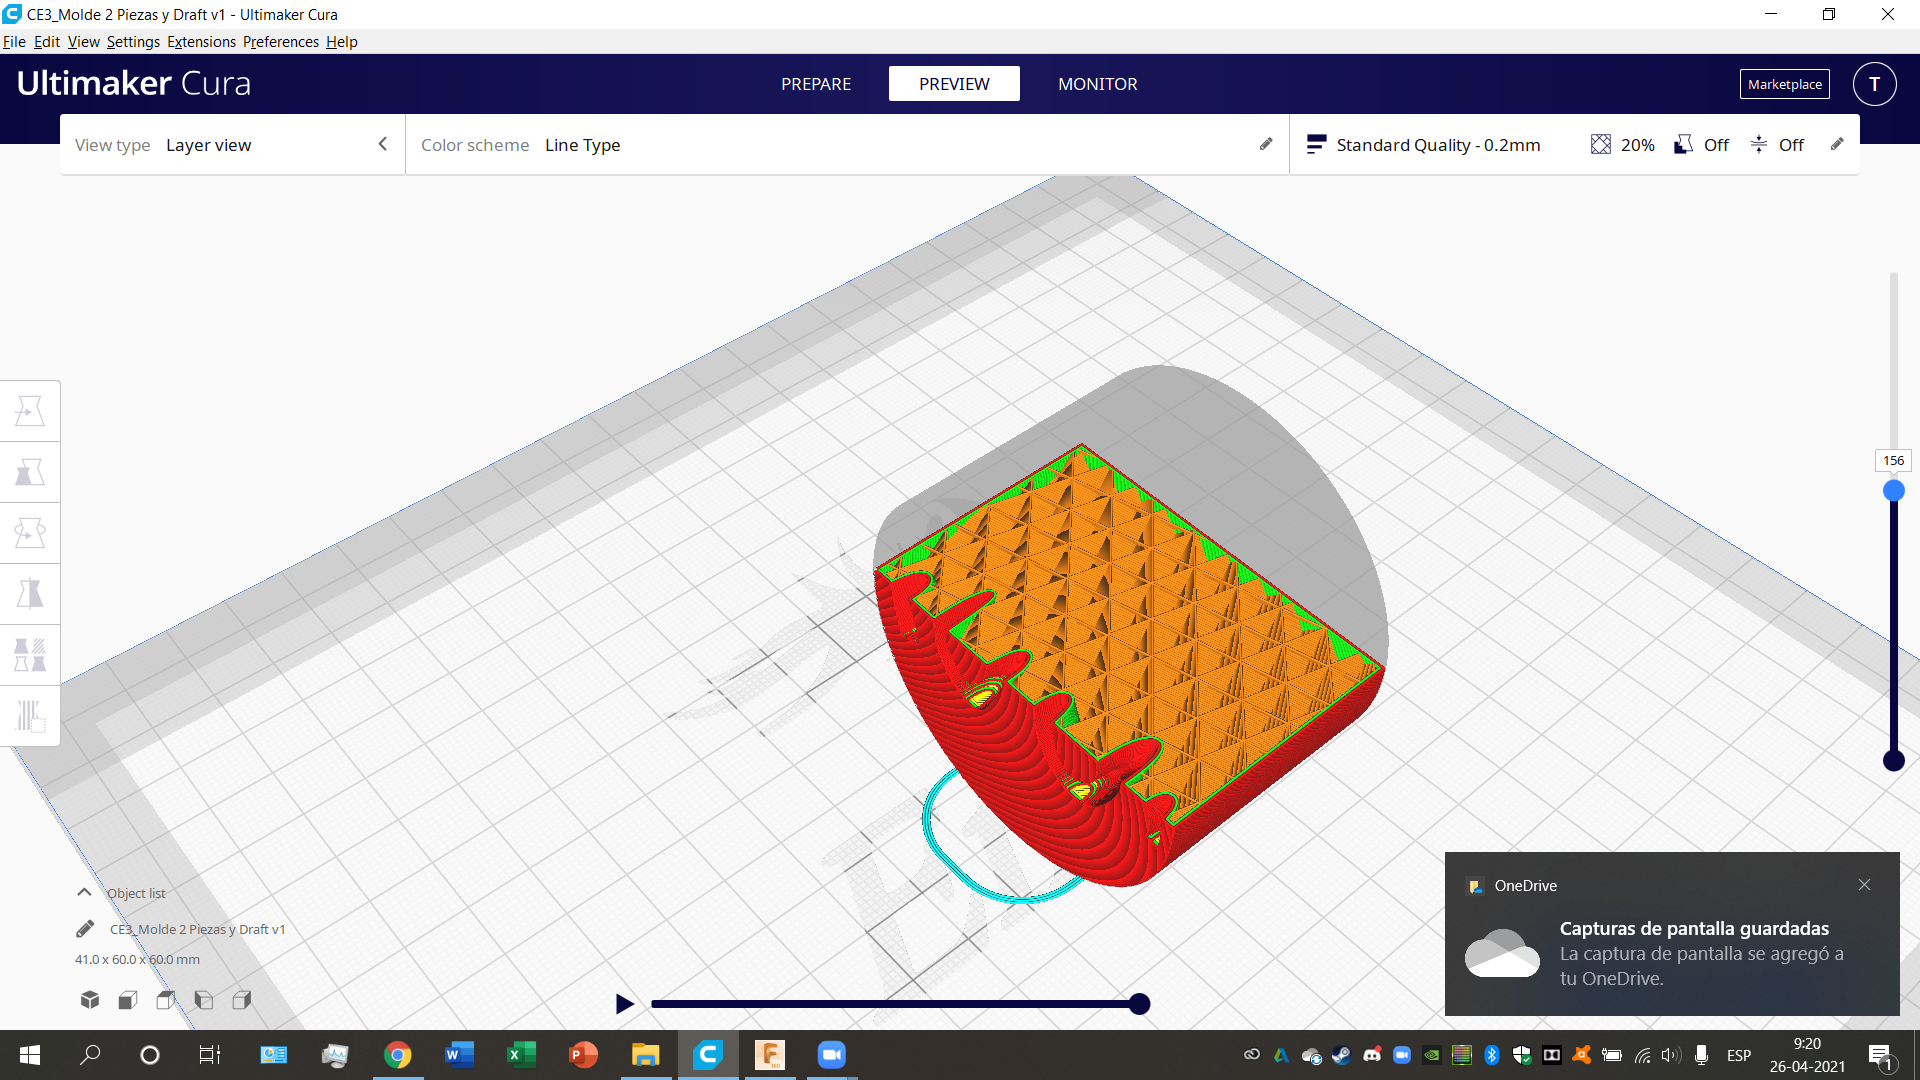 CE3_Molde 2 Piezas y Draft v1 - Ultimaker Cura
File Edit View Settings Extensions Preferences Help
Ultimaker Cura
PREPARE
PREVIEW
MONITOR
Marketplace
T
View type Layer view
Color scheme Line Type
Standard Quality - 0.2mm
20%
Off
Off
156
Object list
CE3_Molde 2 Piezas y Draft v1
41.0 x 60.0 x 60.0 mm
OneDrive
Capturas de pantalla guardadas
La captura de pantalla se agregó a
tu OneDrive.
ESP
9:20
26-04-2021
1